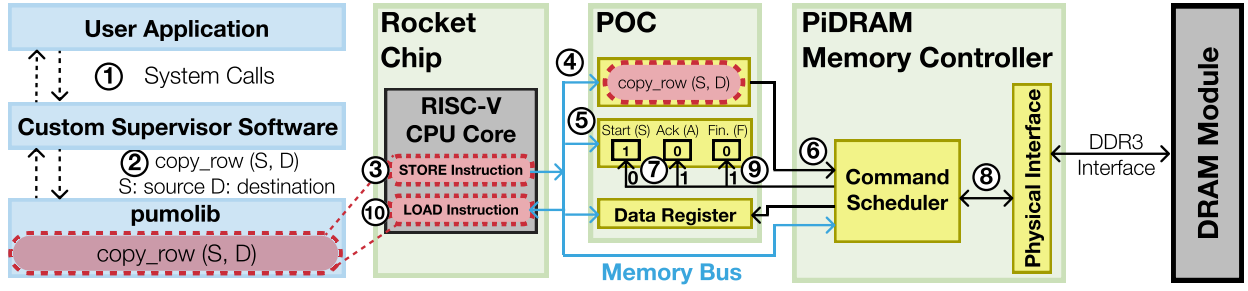 User Application
1 System Calls
Custom Supervisor Software
2 copy_row (S, D)
S: source D: destination
pumolib
copy_row (S, D)
Rocket
Chip
RISC-V
CPU Core
3 STORE Instruction
10 LOAD Instruction
POC
4
copy_row (S, D)
5
Start (S) Ack (A) Fin. (F)
1 0 0
0 7 1 1 9
Data Register
Memory Bus
PiDRAM
Memory Controller
6
Command
Scheduler
8
Physical Interface
DDR3
Interface
DRAM Module